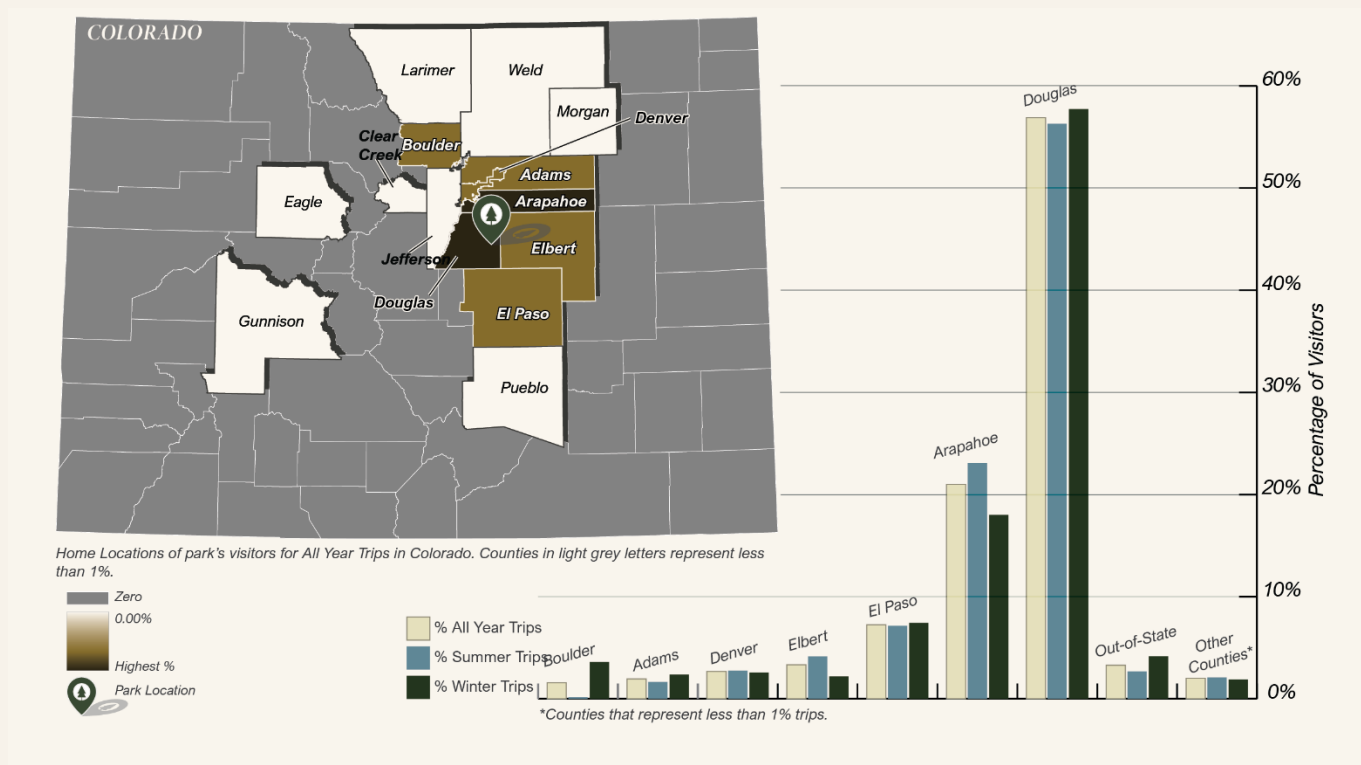 COLORADO
Larimer
Weld
Morgan
Denver
Clear
Creek
Boulder
Adams
Arapahoe
Eagle
Elbert
Jefferson
Douglas
Gunnison
El Paso
Pueblo
Home Locations of park's visitors for All Year Trips in Colorado. Counties in light grey letters represent less
than 1%.
Zero
0.00%
Highest %
Park Location
% All Year Trips
% Summer Trips
% Winter Trips
Boulder
Adams
Denver
Elbert
El Paso
Arapahoe
Douglas
Out-of-State
Other
Counties*
60%
50%
40%
30%
20%
10%
0%
Percentage of Visitors
*Counties that represent less than 1% trips.